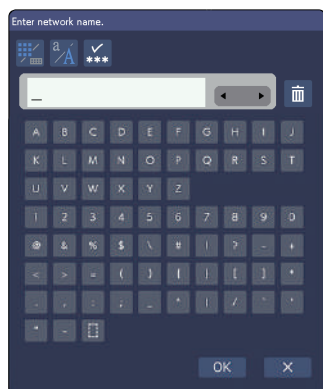 Enter network name.
a/Á ***
_
A B C D E F G H I J
K L M N O P Q R S T
U V W X Y Z
1 2 3 4 5 6 7 8 9 0
@ & % $ \ # ! ? - +
< > = ( )
. , : ; _
OK X